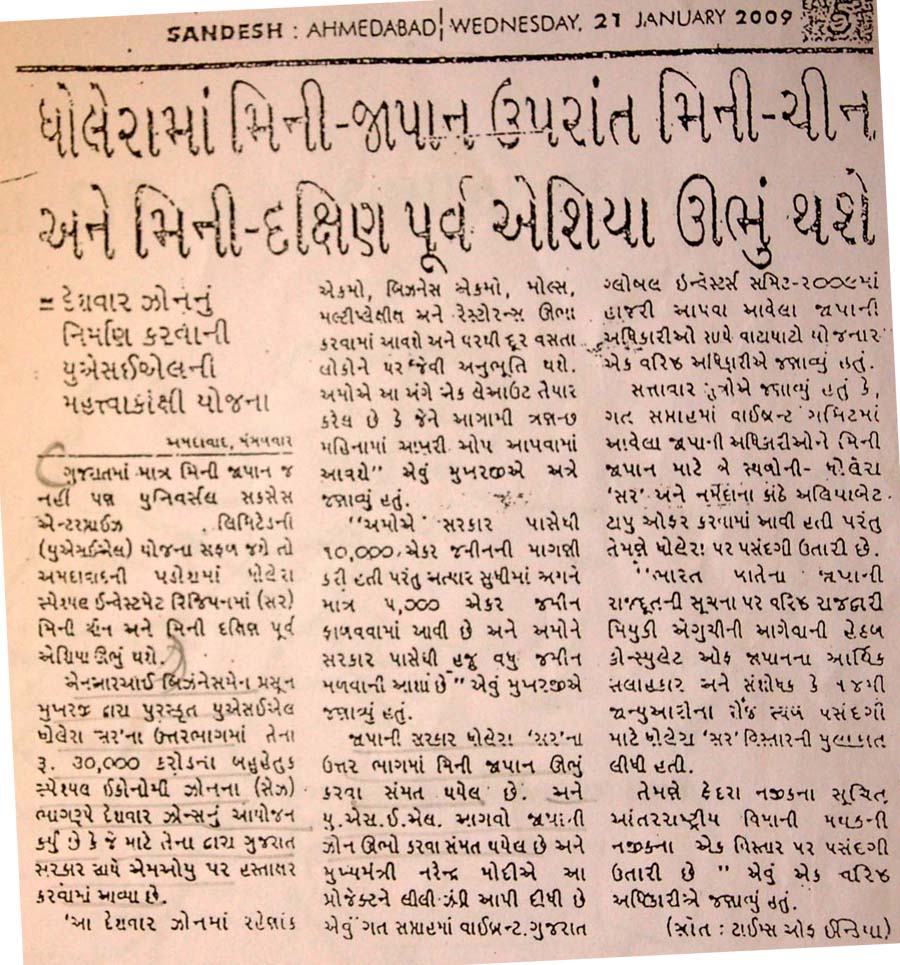 SANDESH : AHMEDABAD WEDNESDAY, 21 JANUARY 2009
ધોલેરામાં મિની-જાપાન ઉપરાંત મિની-ચીન
અને મિની-દક્ષિણ પૂર્વ એશિયા ઊભું થશે
= દેશવાર ઝોનનું
નિર્માણ કરવાની
યુએસઈએલની
મહત્ત્વાકાંક્ષી યોજના
અમદાવાદ, મંગળવાર
ગુજરાતમાં માત્ર મિની જાપાન જ
નહીં પણ યુનિવર્સલ સકસેસ
એન્ટરપ્રાઈઝ લિમિટેડની
(યુએસઈએલ) યોજના સફળ જશે તો
અમદાવાદની પડોશમાં ધોલેરા
સ્પેશ્યલ ઈન્વેસ્ટમેટ રિજિયનમાં (સર)
મિની ચીન અને મિની દક્ષિણ પૂર્વ
એશિયા ઊભું થશે.
એનઆરઆઈ બિઝનેસમેન પ્રસૂન
મુખરજી દ્વારા પુરસ્કૃત યુએસઈએલ
ધોલેરા 'સર'ના ઉત્તરભાગમાં તેના
રૂ. 30,000 કરોડના બહુહેતુક
સ્પેશ્યલ ઈકોનોમી ઝોનના (સેઝ)
ભાગરૂપે દેશવાર ઝોન્સનું આયોજન
કર્યુ છે કે જે માટે તેના દ્વારા ગુજરાત
સરકાર સાથે એમઓયુ પર હસ્તાક્ષર
કરવામાં આવ્યા છે.
'આ દેશવાર ઝોનમાં રહેણાંક
એકમો, બિઝનેસ એકમો, મોલ્સ,
મલ્ટીપ્લેક્ષીસ અને રેસ્ટોરન્સ ઊભા
કરવામાં આવશે અને ઘરથી દૂર વસતા
લોકોને ઘર જેવી અનુભૂતિ થશે.
અમોએ આ અંગે એક લેઆઉટ તૈયાર
કરેલ છે કે જેને આગામી ત્રણછ
મહિનામાં આખરી ઓપ આપવામાં
આવશે" એવું મુખરજીએ અત્રે
જણાવ્યું હતું.
"અમોએ સરકાર પાસેથી
૧૦,૦૦૦ એકર જમીનની માગણી
કરી હતી પરંતુ અત્યાર સુધીમાં અમને
માત્ર ૫,૦૦૦ એકર જમીન
ફાળવવામાં આવી છે અને અમોને
સરકાર પાસેથી હજુ વધુ જમીન
મળવાની આશા છે" એવું મુખરજીએ
જણાવ્યું હતું.
જાપાની સરકાર ધોલેરા 'સર'ના
ઉત્તર ભાગમાં મિની જાપાન ઊભું
કરવા સંમત થયેલ છે. અને
યુ.એસ.ઈ.એલ. આગવો જાપાની
ઝોન ઊભો કરવા સંમત થયેલ છે અને
મુખ્યમંત્રી નરેન્દ્ર મોદીએ આ
પ્રોજેક્ટને લીલી ઝંડી આપી દીધી છે
એવું ગત સપ્તાહમાં વાઈબ્રન્ટ ગુજરાત
ગ્લોબલ ઇન્વેસ્ટર્સ સમિટ-૨૦૦૯માં
હાજરી આપવા આવેલા જાપાની
અધિકારીઓ સાથે વાટાઘાટો યોજનાર
એક વરિષ્ઠ અધિકારીએ જણાવ્યું હતું.
સત્તાવાર સૂત્રોએ જણાવ્યું હતું કે,
ગત સપ્તાહમાં વાઈબ્રન્ટ સમિટમાં
આવેલા જાપાની અધિકારીઓને મિની
જાપાન માટે બે સ્થળોની- ધોલેરા
'સર' અને નર્મદાના કાંઠે અલિયાબેટ
ટાપુ ઓફર કરવામાં આવી હતી પરંતુ
તેમણે ધોલેરા પર પસંદગી ઉતારી છે.
"ભારત ખાતેના જાપાની
રાજદૂતની સૂચના પર વરિષ્ઠ રાજદ્વારી
મિયુકી એગુચીની આગેવાની હેઠળ
કોન્સ્યુલેટ ઓફ જાપાનના આર્થિક
સલાહકાર અને સંશોધક કે ૧૪મી
જાન્યુઆરીના રોજ સ્થળ પસંદગી
માટે ધોલેરા 'સર' વિસ્તારની મુલાકાત
લીધી હતી.
તેમણે ફેદરા નજીકના સૂચિત
આંતરરાષ્ટ્રીય વિમાની મથકની
નજીકના એક વિસ્તાર પર પસંદગી
ઉતારી છે " એવું એક વરિષ્ઠ
અધિકારીએ જણાવ્યું હતું.
(સ્રોત : ટાઈમ્સ ઓફ ઈન્ડિયા)